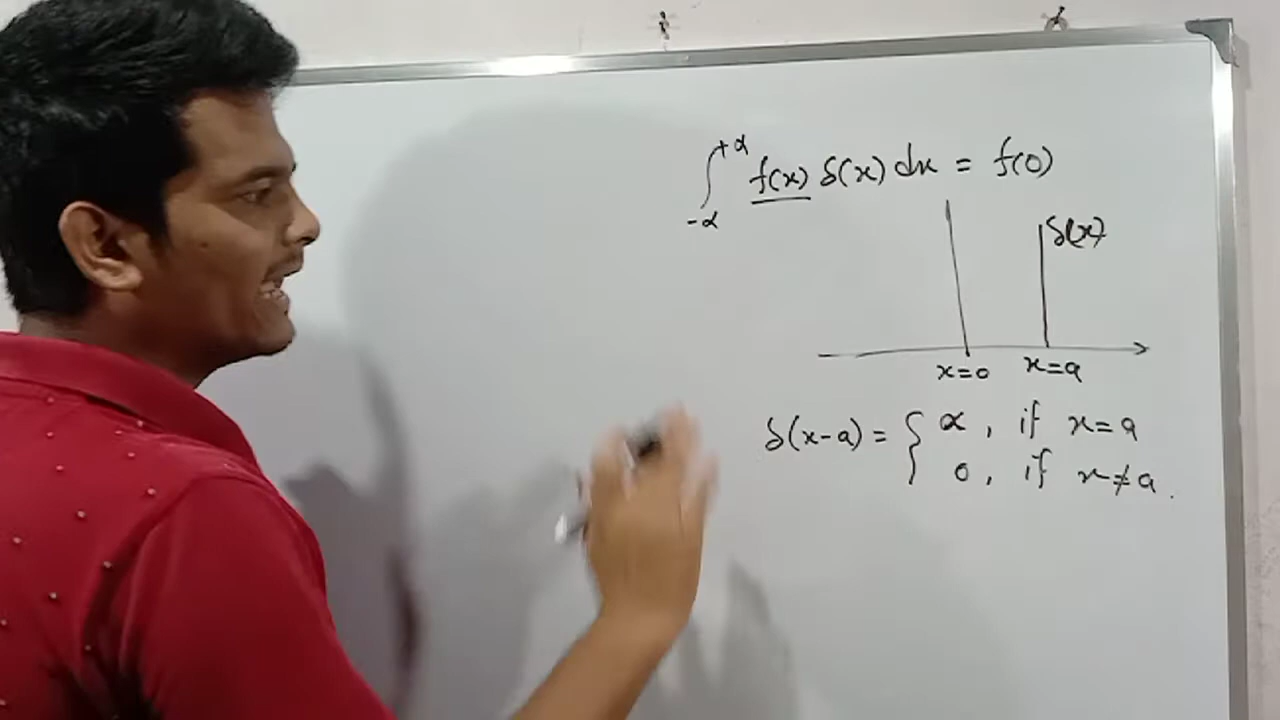 ∫_{-α}^{+α} f(x) δ(x) dx = f(0)
δ(x)
x=0 x=a
δ(x-a) = { α, if x=a
0, if x≠a.